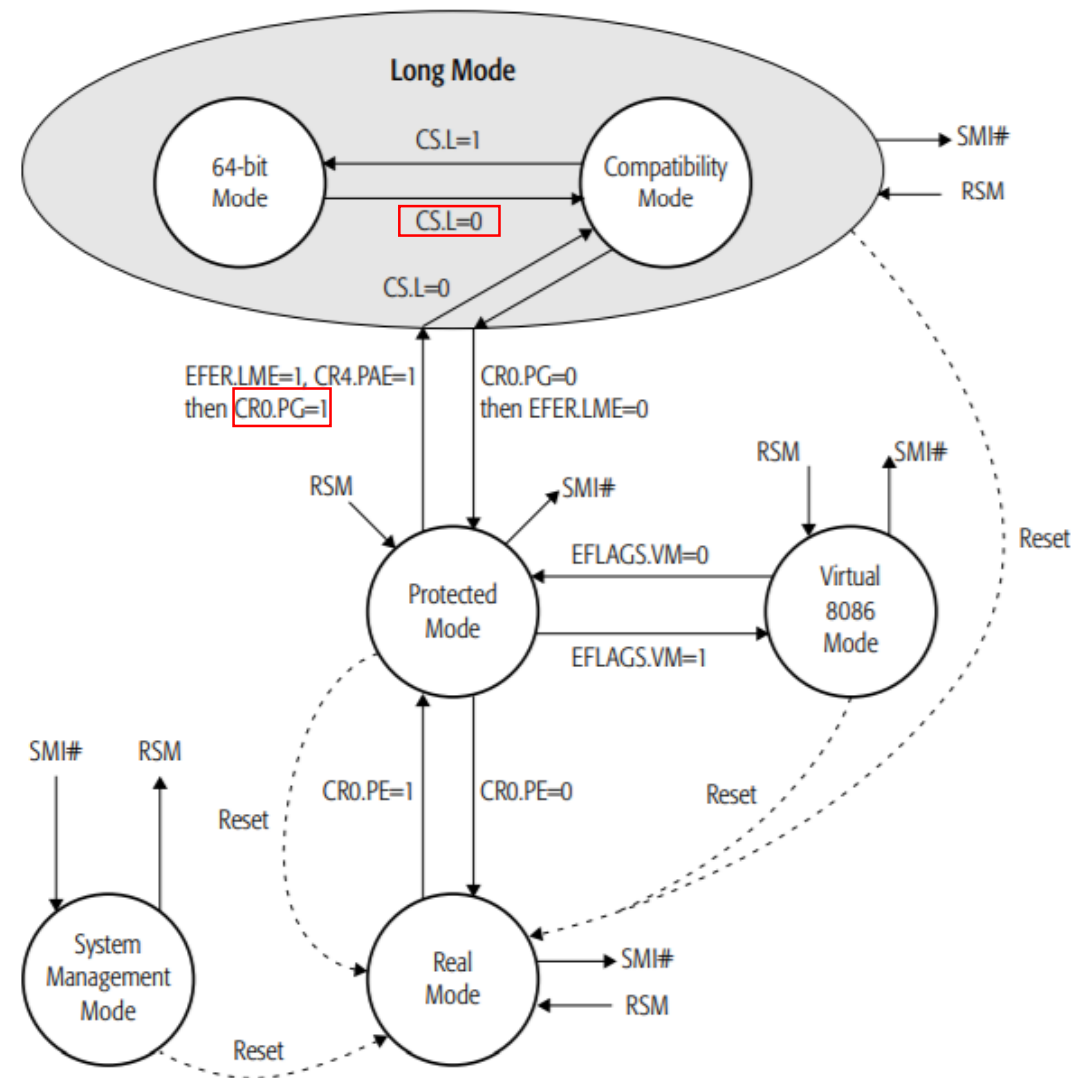 Long Mode
CS.L=1
64-bit
Mode
Compatibility
Mode
CS.L=0
CS.L=0
SMI#
RSM
EFER.LME=1, CR4.PAE=1
then CR0.PG=1
CR0.PG=0
then EFER.LME=0
RSM
SMI#
RSM
SMI#
Reset
EFLAGS.VM=0
Protected
Mode
Virtual
8086
Mode
EFLAGS.VM=1
SMI#
RSM
CR0.PE=1
CR0.PE=0
Reset
Reset
System
Management
Mode
Real
Mode
SMI#
RSM
Reset